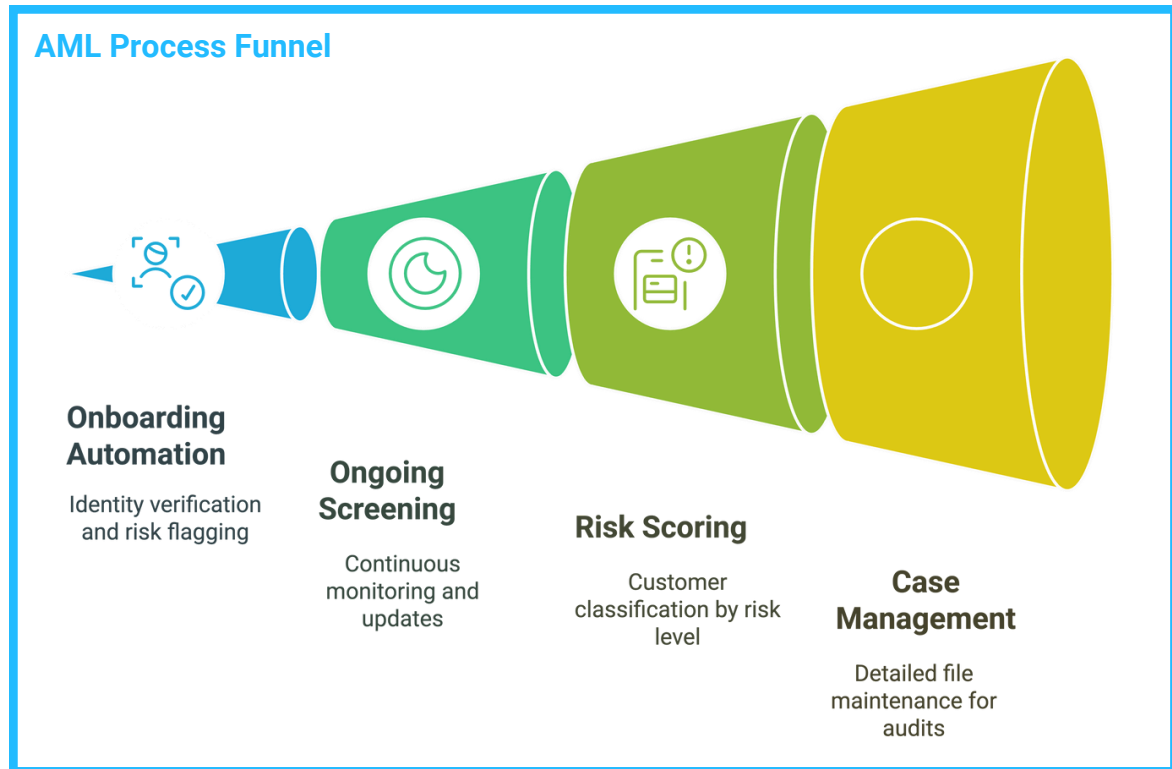 AML Process Funnel
Onboarding
Automation
Identity verification
and risk flagging
Ongoing
Screening
Continuous
monitoring and
updates
Risk Scoring
Customer
classification by risk
level
Case
Management
Detailed file
maintenance for
audits